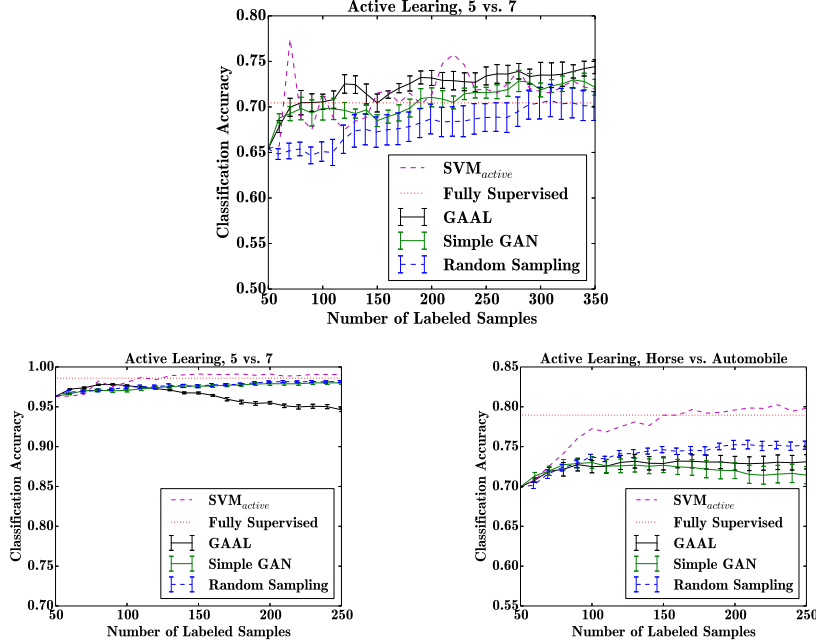 Active Learing, 5 vs. 7
Classification Accuracy
0.80
0.75
0.70
0.65
0.60
0.55
0.50
50 100 150 200 250 300 350
Number of Labeled Samples
SVMactive
Fully Supervised
GAAL
Simple GAN
Random Sampling
Active Learing, 5 vs. 7
Classification Accuracy
1.00
0.95
0.90
0.85
0.80
0.75
0.70
50 100 150 200 250
Number of Labeled Samples
SVMactive
Fully Supervised
GAAL
Simple GAN
Random Sampling
Active Learing, Horse vs. Automobile
Classification Accuracy
0.85
0.80
0.75
0.70
0.65
0.60
0.55
50 100 150 200 250
Number of Labeled Samples
SVMactive
Fully Supervised
GAAL
Simple GAN
Random Sampling